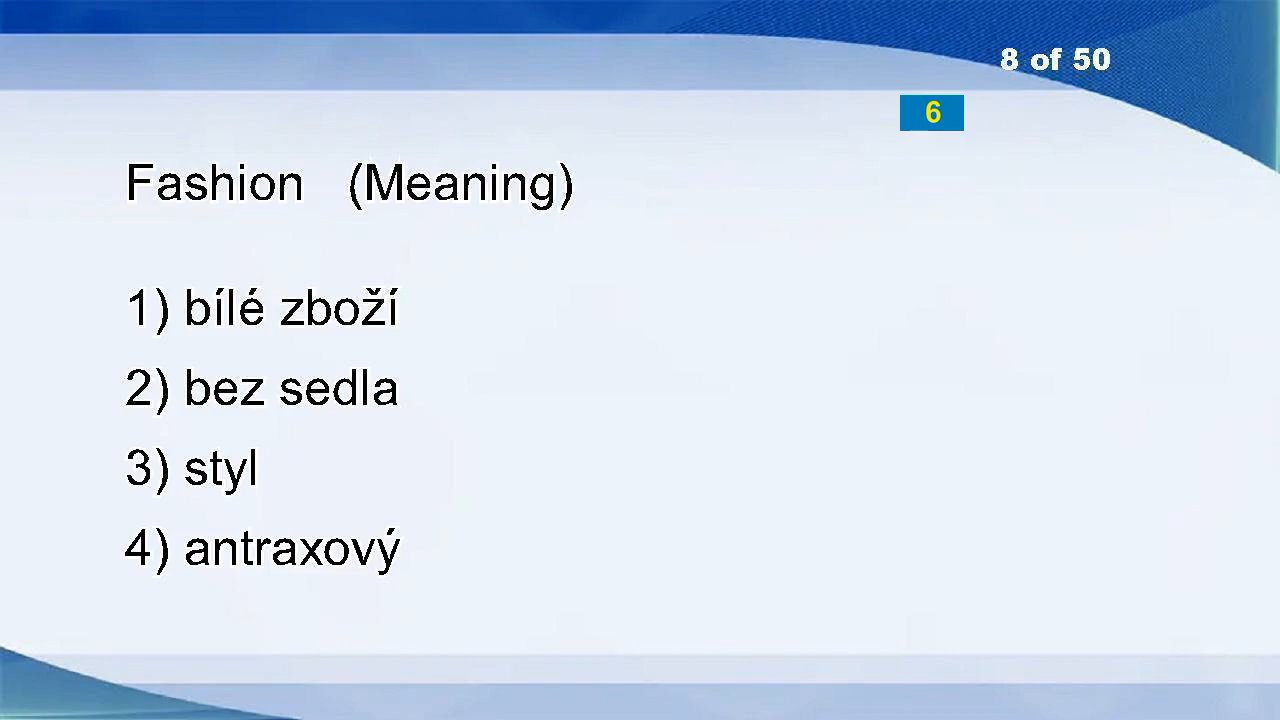 8 of 50
6
Fashion (Meaning)
1) bílé zboží
2) bez sedla
3) styl
4) antraxový